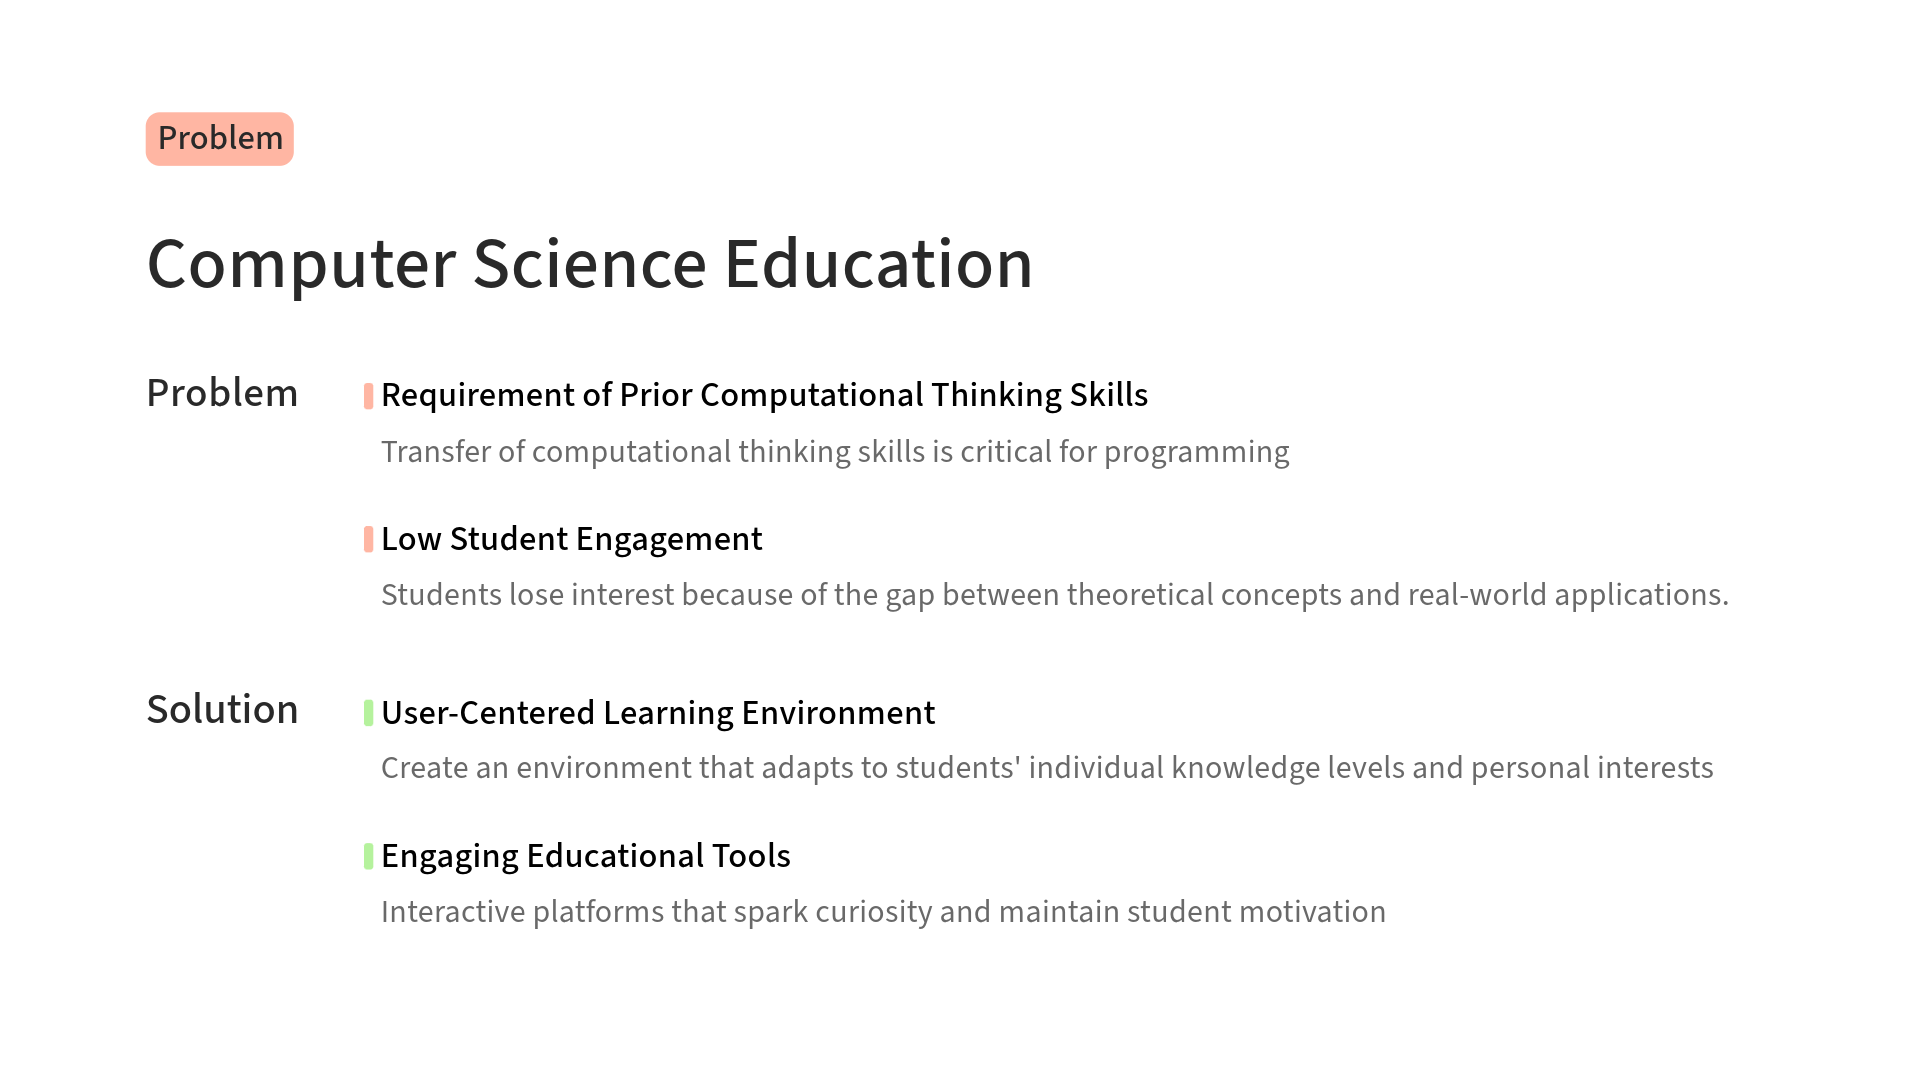 Problem
Computer Science Education
Problem
Requirement of Prior Computational Thinking Skills
Transfer of computational thinking skills is critical for programming
Low Student Engagement
Students lose interest because of the gap between theoretical concepts and real-world applications.
Solution
User-Centered Learning Environment
Create an environment that adapts to students' individual knowledge levels and personal interests
Engaging Educational Tools
Interactive platforms that spark curiosity and maintain student motivation